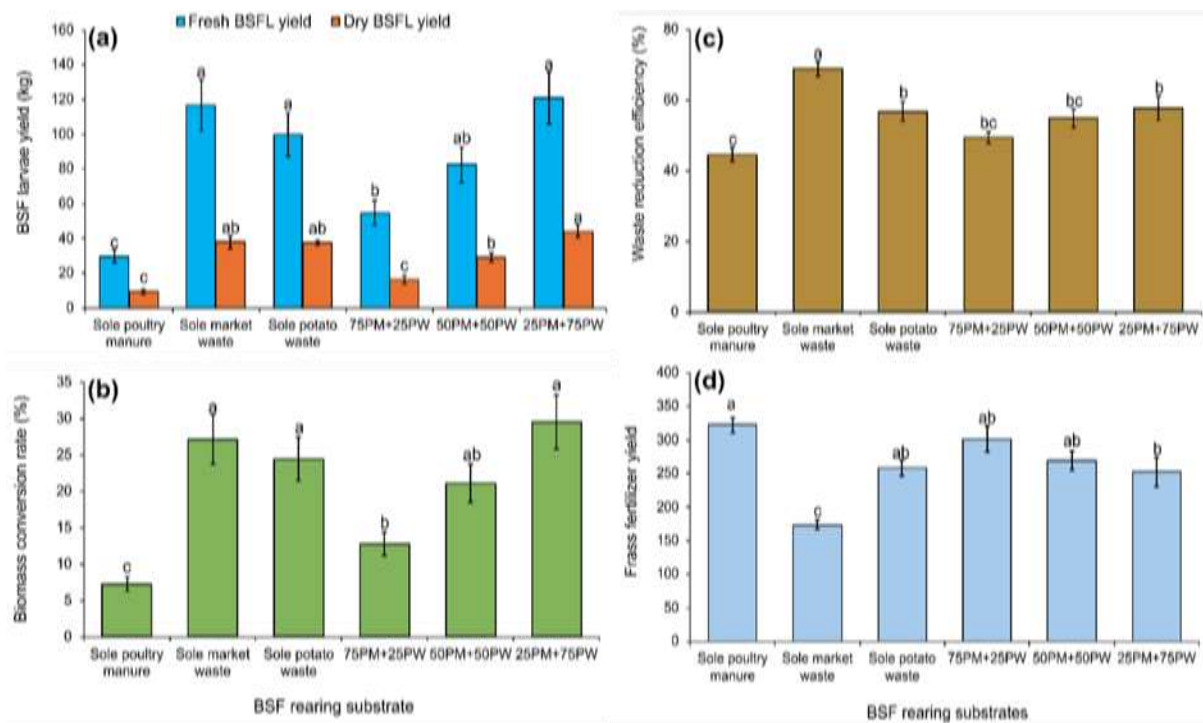 (a)
Fresh BSFL yield
Dry BSFL yield
BSF larvae yield (kg)
160
140
120
100
80
60
40
20
0
c
c
a
ab
a
ab
b
c
ab
b
a
a
Sole poultry manure
Sole market waste
Sole potato waste
75PM+25PW
50PM+50PW
25PM+75PW
(b)
Biomass conversion rate (%)
35
30
25
20
15
10
5
0
c
a
a
b
ab
a
Sole poultry manure
Sole market waste
Sole potato waste
75PM+25PW
50PM+50PW
25PM+75PW
BSF rearing substrate
(c)
Waste reduction efficiency (%)
80
60
40
20
0
c
a
b
bc
bc
b
Sole poultry manure
Sole market waste
Sole potato waste
75PM+25PW
50PM+50PW
25PM+75PW
(d)
Frass fertilizer yield
400
350
300
250
200
150
100
50
0
a
c
ab
ab
ab
b
Sole poultry manure
Sole market waste
Sole potato waste
75PM+25PW
50PM+50PW
25PM+75PW
BSF rearing substrates